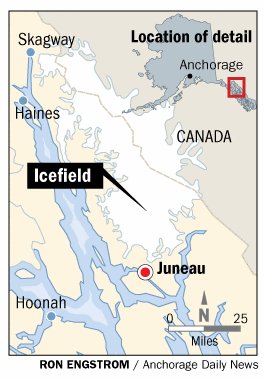 Skagway
Location of detail
Anchorage
Haines
CANADA
Icefield
Juneau
Hoonah
N
0 25
Miles
RON ENGSTROM / Anchorage Daily News